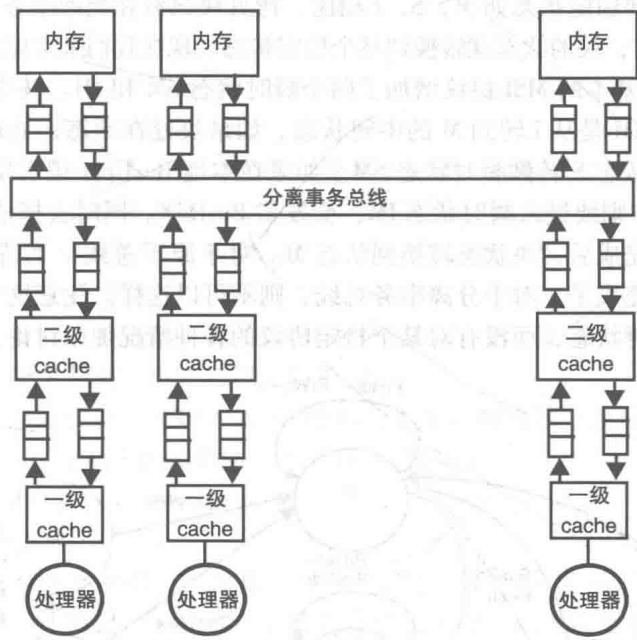 内存
内存
内存
分离事务总线
二级
cache
二级
cache
二级
cache
一级
cache
一级
cache
一级
cache
处理器
处理器
处理器